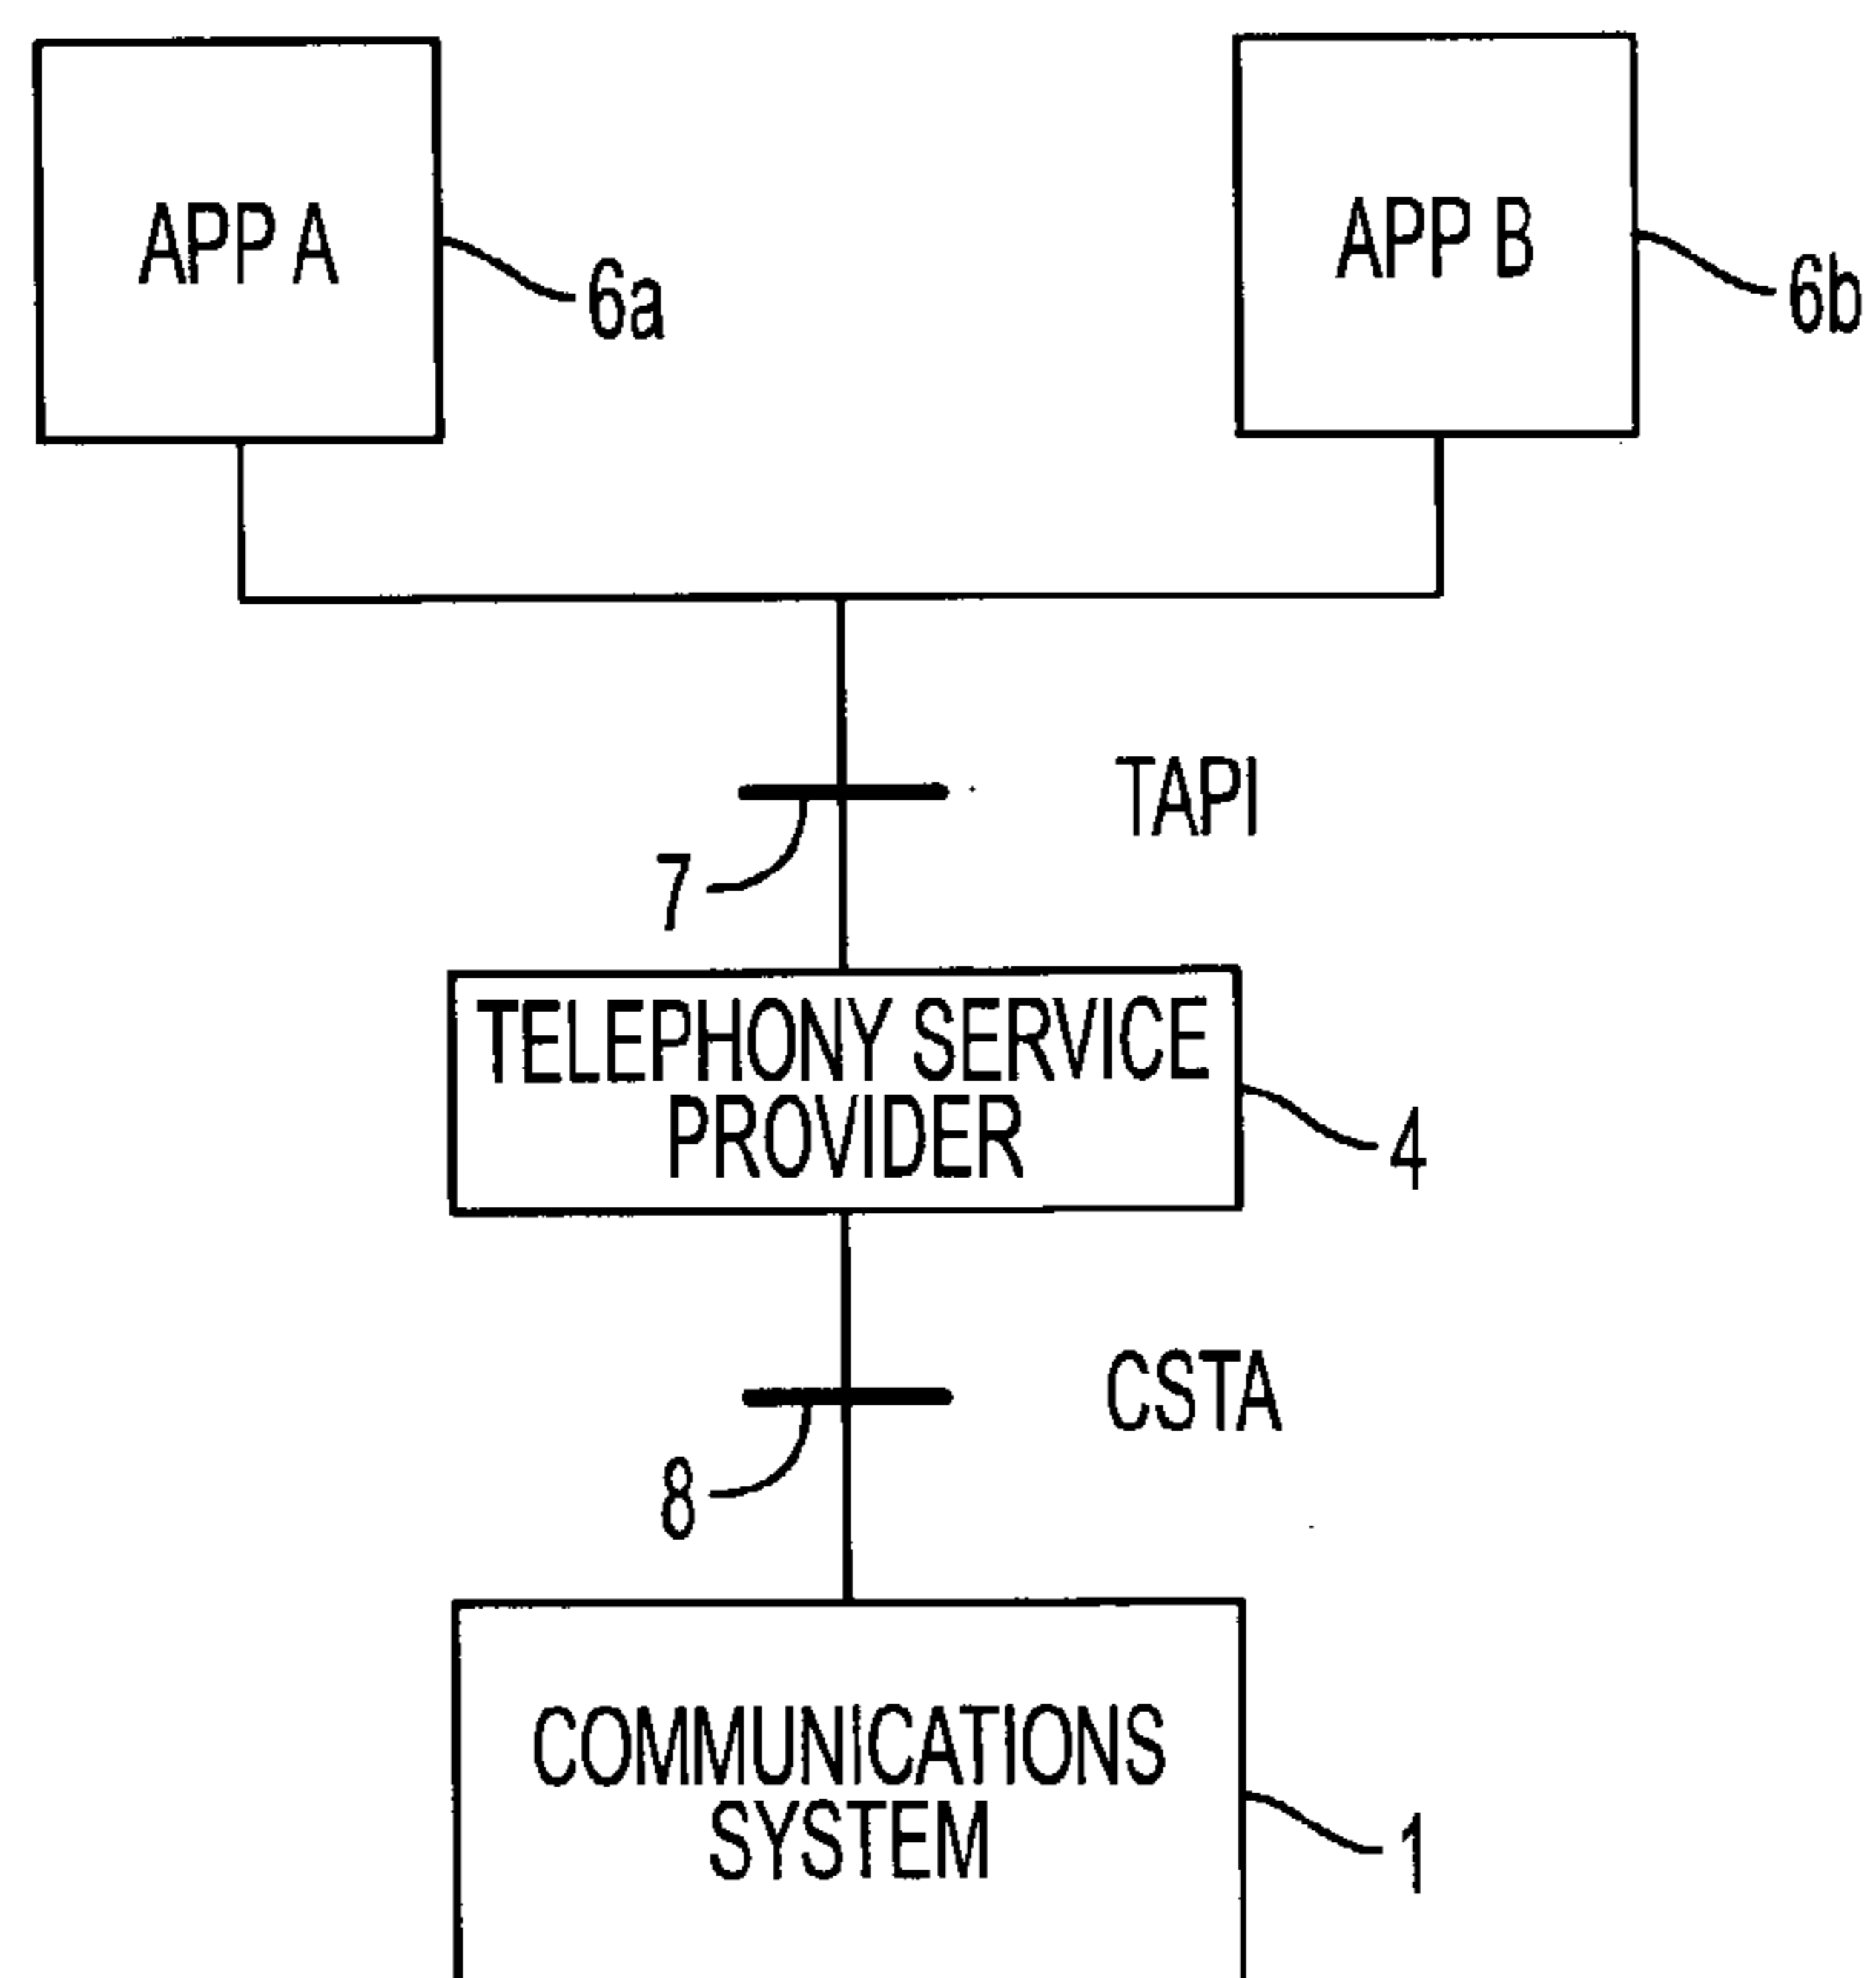 APP A
6a
APP B
6b
TAPI
7
TELEPHONY SERVICE
PROVIDER
4
CSTA
8
COMMUNICATIONS
SYSTEM
1